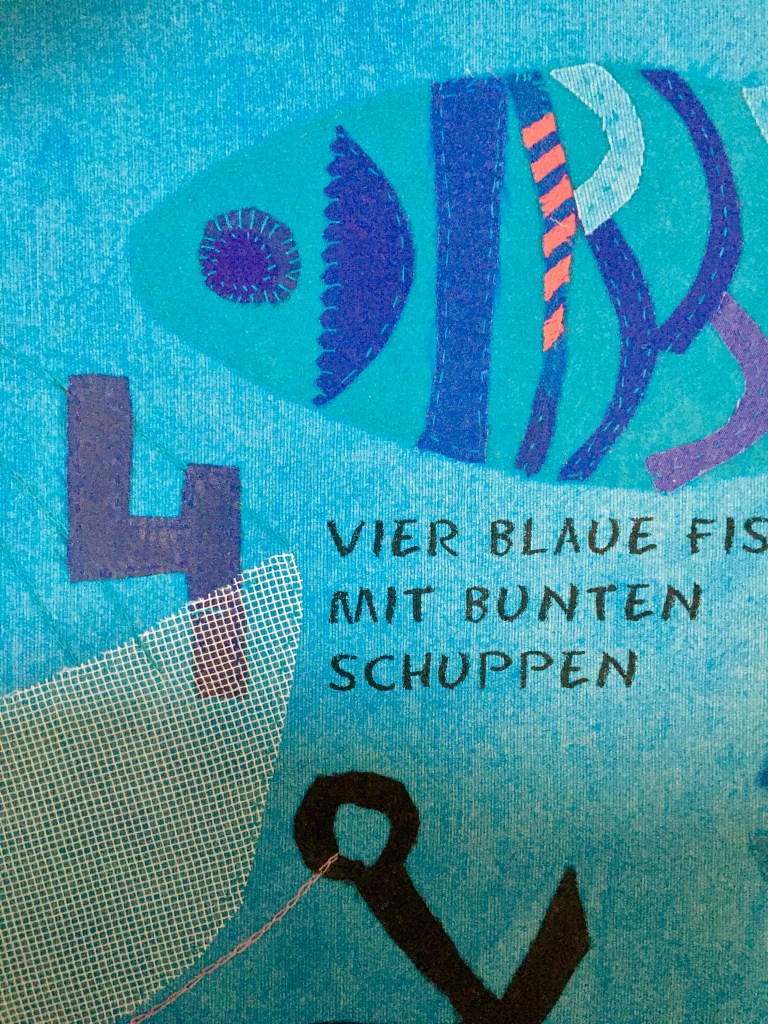 4
VIER BLAUE FIS
MIT BUNTEN
SCHUPPEN